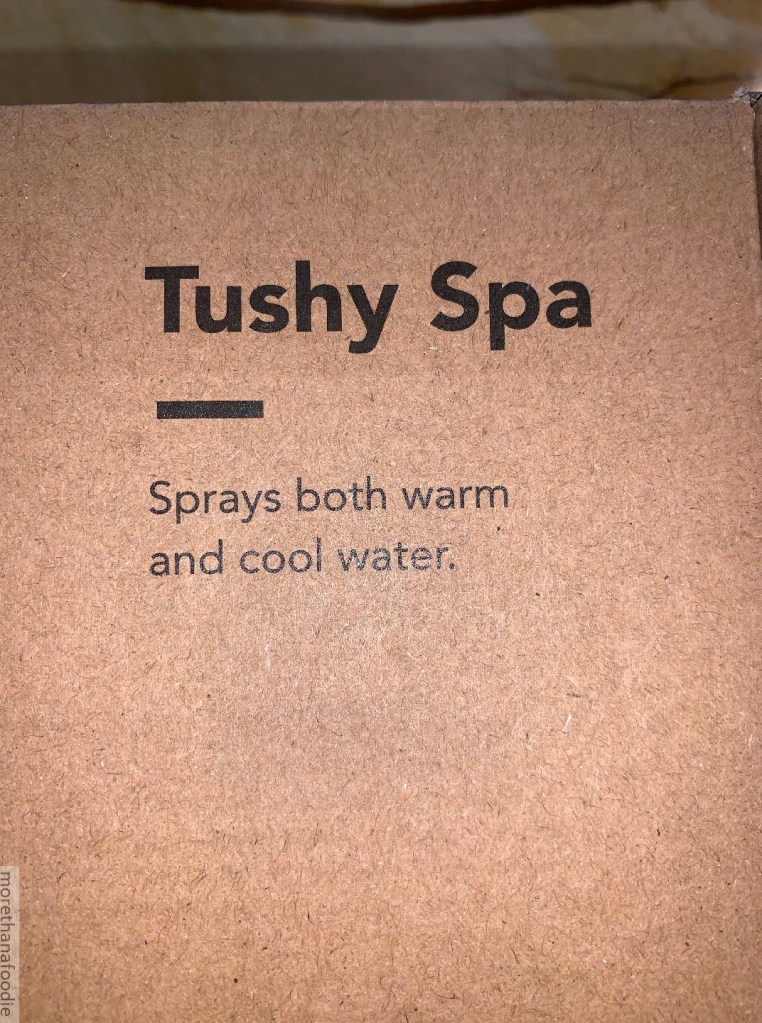 Tushy Spa
Sprays both warm
and cool water.
morethanafoodie